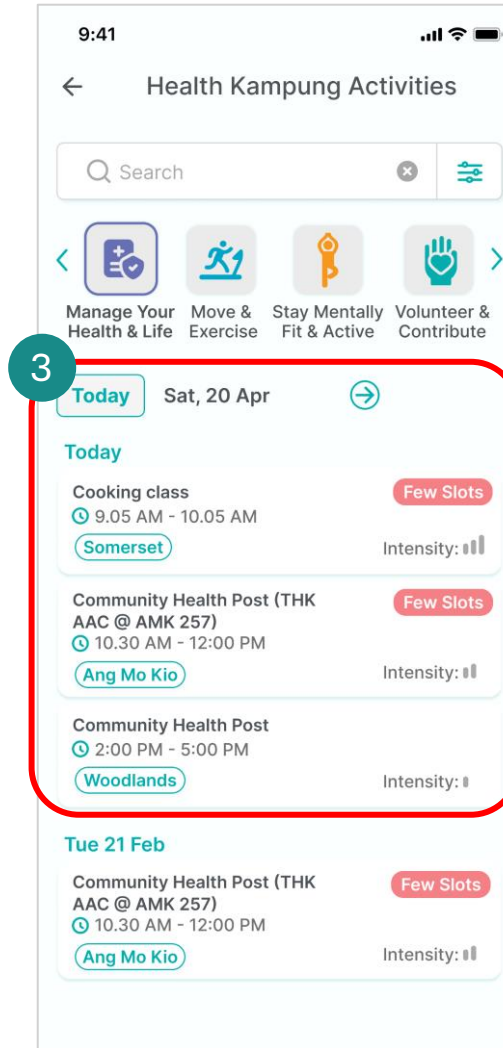 9:41
Health Kampung Activities
Search
Manage Your Health & Life
Move & Exercise
Stay Mentally Fit & Active
Volunteer & Contribute
3
Today
Sat, 20 Apr
Today
Cooking class
Few Slots
9.05 AM - 10.05 AM
Somerset
Intensity:
Community Health Post (THK
Few Slots
AAC @ AMK 257)
10.30 AM - 12:00 PM
Ang Mo Kio
Intensity:
Community Health Post
2:00 PM - 5:00 PM
Woodlands
Intensity:
Tue 21 Feb
Community Health Post (THK
Few Slots
AAC @ AMK 257)
10.30 AM - 12:00 PM
Ang Mo Kio
Intensity: